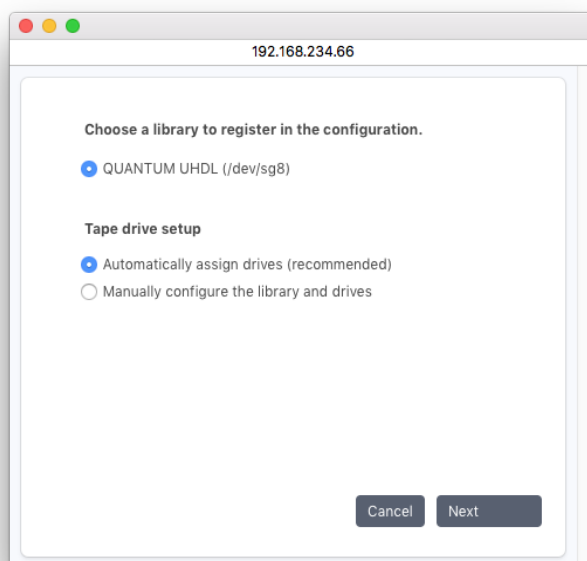 192.168.234.66
Choose a library to register in the configuration.
QUANTUM UHDL (/dev/sg8)
Tape drive setup
Automatically assign drives (recommended)
Manually configure the library and drives
Cancel Next